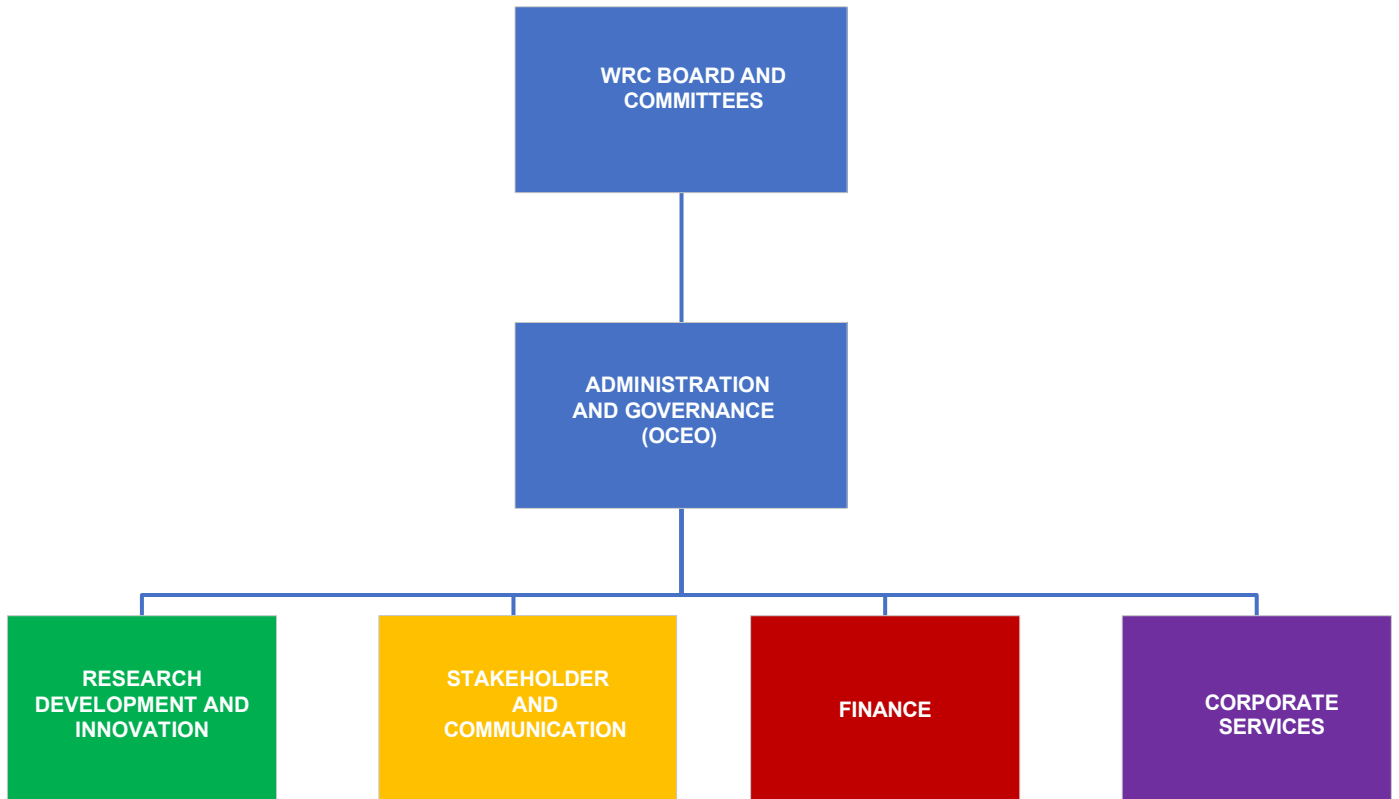 WRC BOARD AND
COMMITTEES
ADMINISTRATION
AND GOVERNANCE
(OCEO)
RESEARCH
DEVELOPMENT AND
INNOVATION
STAKEHOLDER
AND
COMMUNICATION
FINANCE
CORPORATE
SERVICES